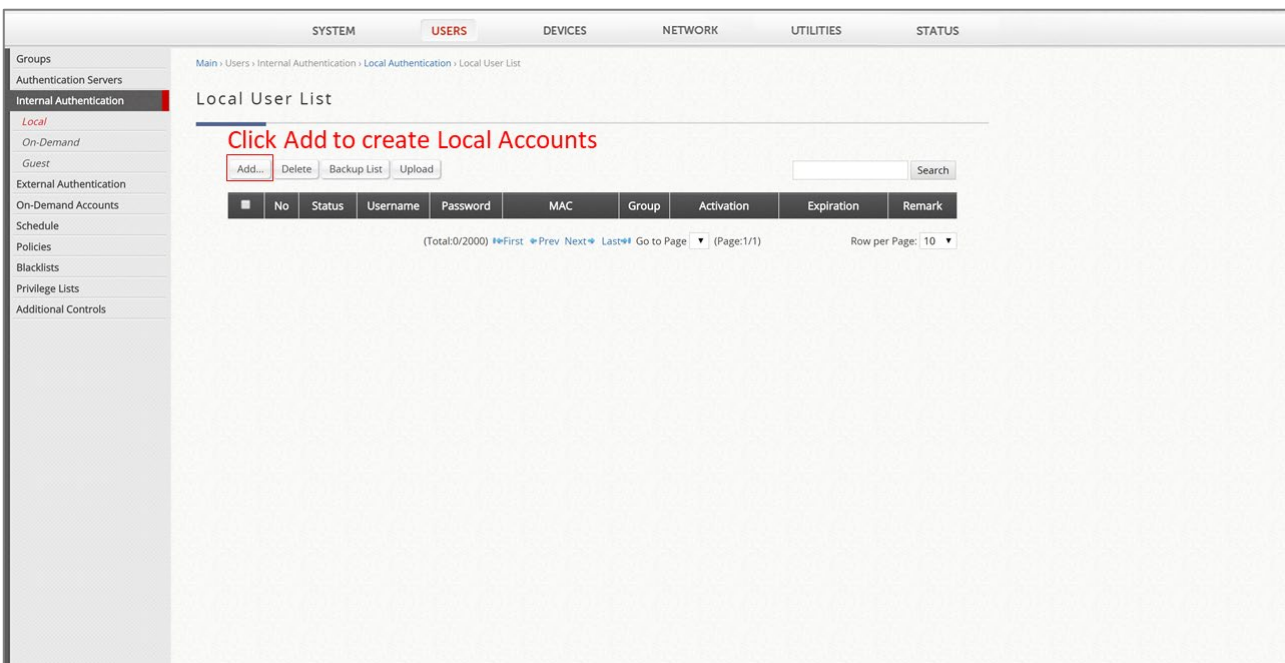 SYSTEM USERS DEVICES NETWORK UTILITIES STATUS
Groups
Authentication Servers
Internal Authentication
Local
On-Demand
Guest
External Authentication
On-Demand Accounts
Schedule
Policies
Blacklists
Privilege Lists
Additional Controls
Main › Users › Internal Authentication › Local Authentication › Local User List
Local User List
Click Add to create Local Accounts
Add... Delete Backup List Upload Search
No Status Username Password MAC Group Activation Expiration Remark
(Total:0/2000) First Prev Next Last Go to Page (Page:1/1) Row per Page: 10